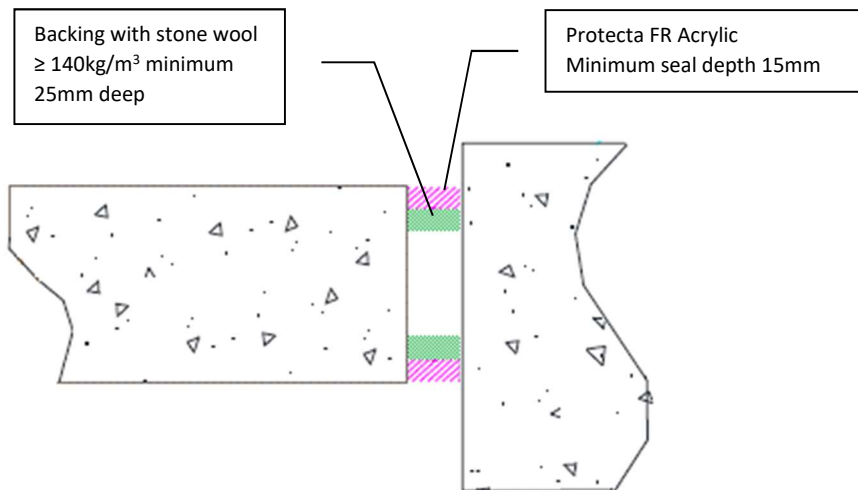 Backing with stone wool
≥ 140kg/m³ minimum
25mm deep
Protecta FR Acrylic
Minimum seal depth 15mm